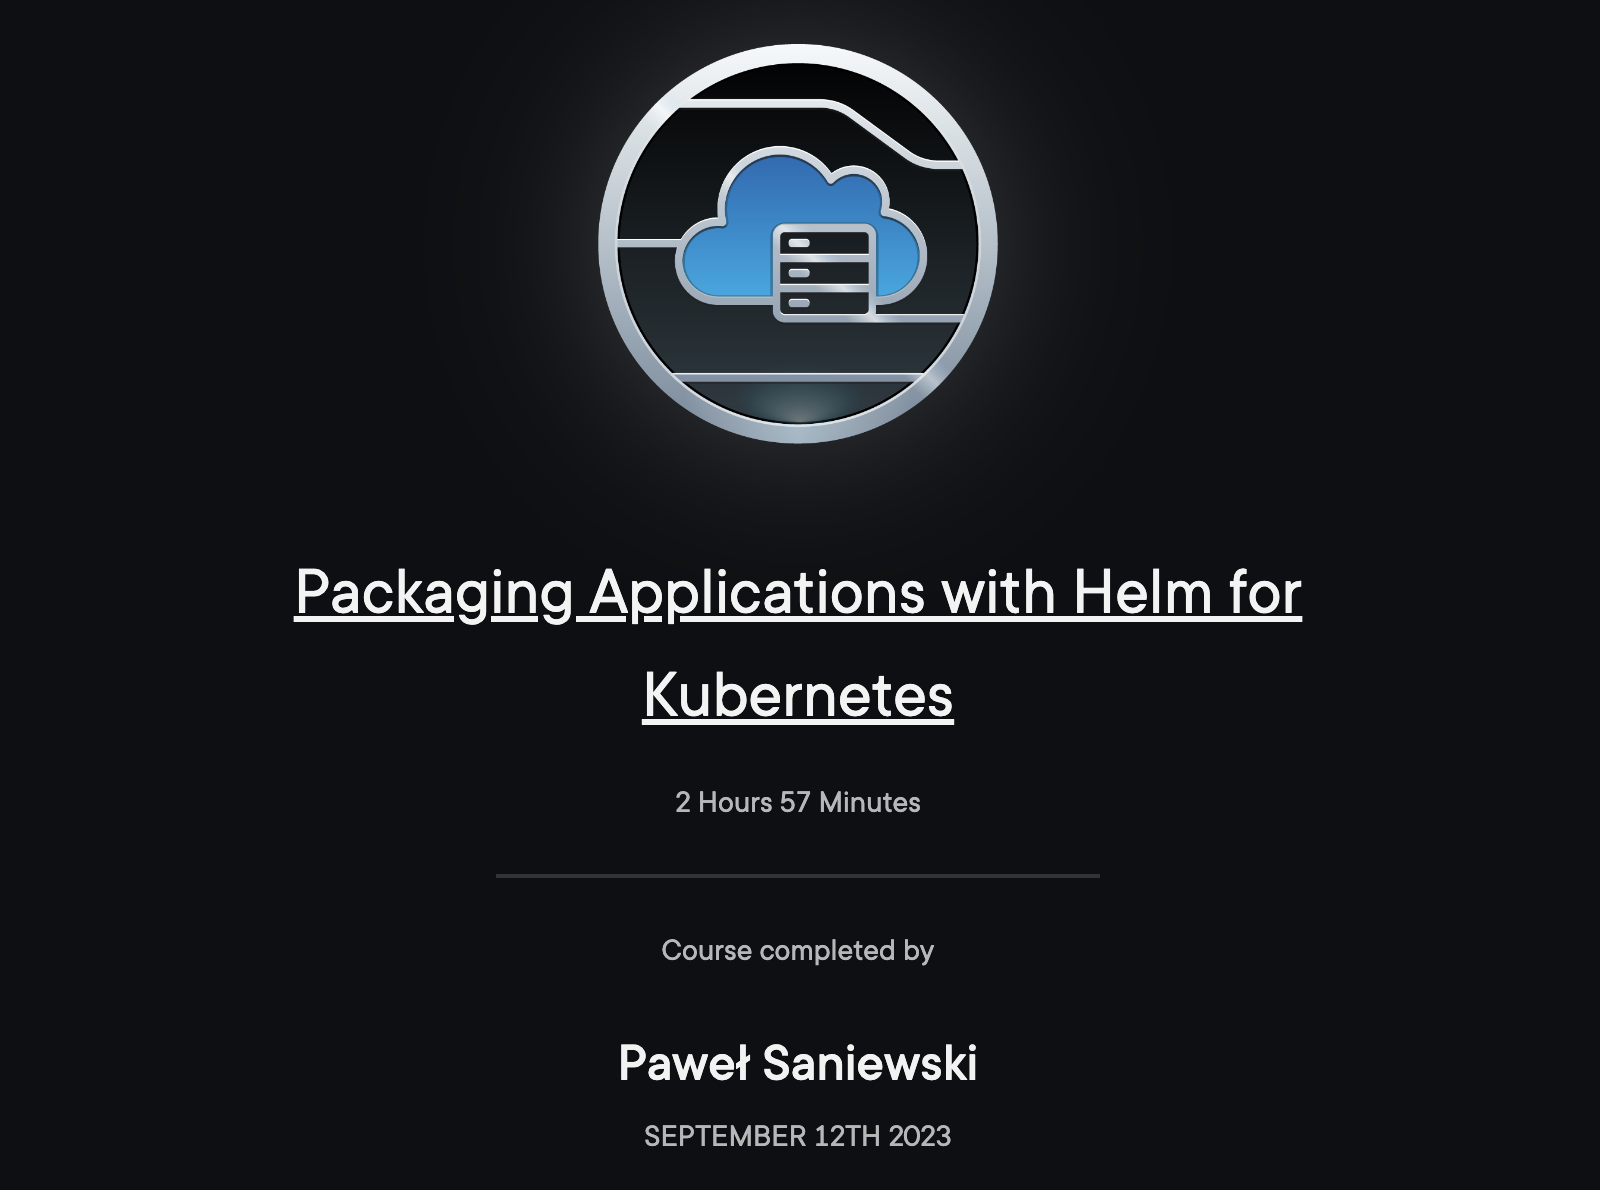 Packaging Applications with Helm for
Kubernetes
2 Hours 57 Minutes
Course completed by
Paweł Saniewski
SEPTEMBER 12TH 2023